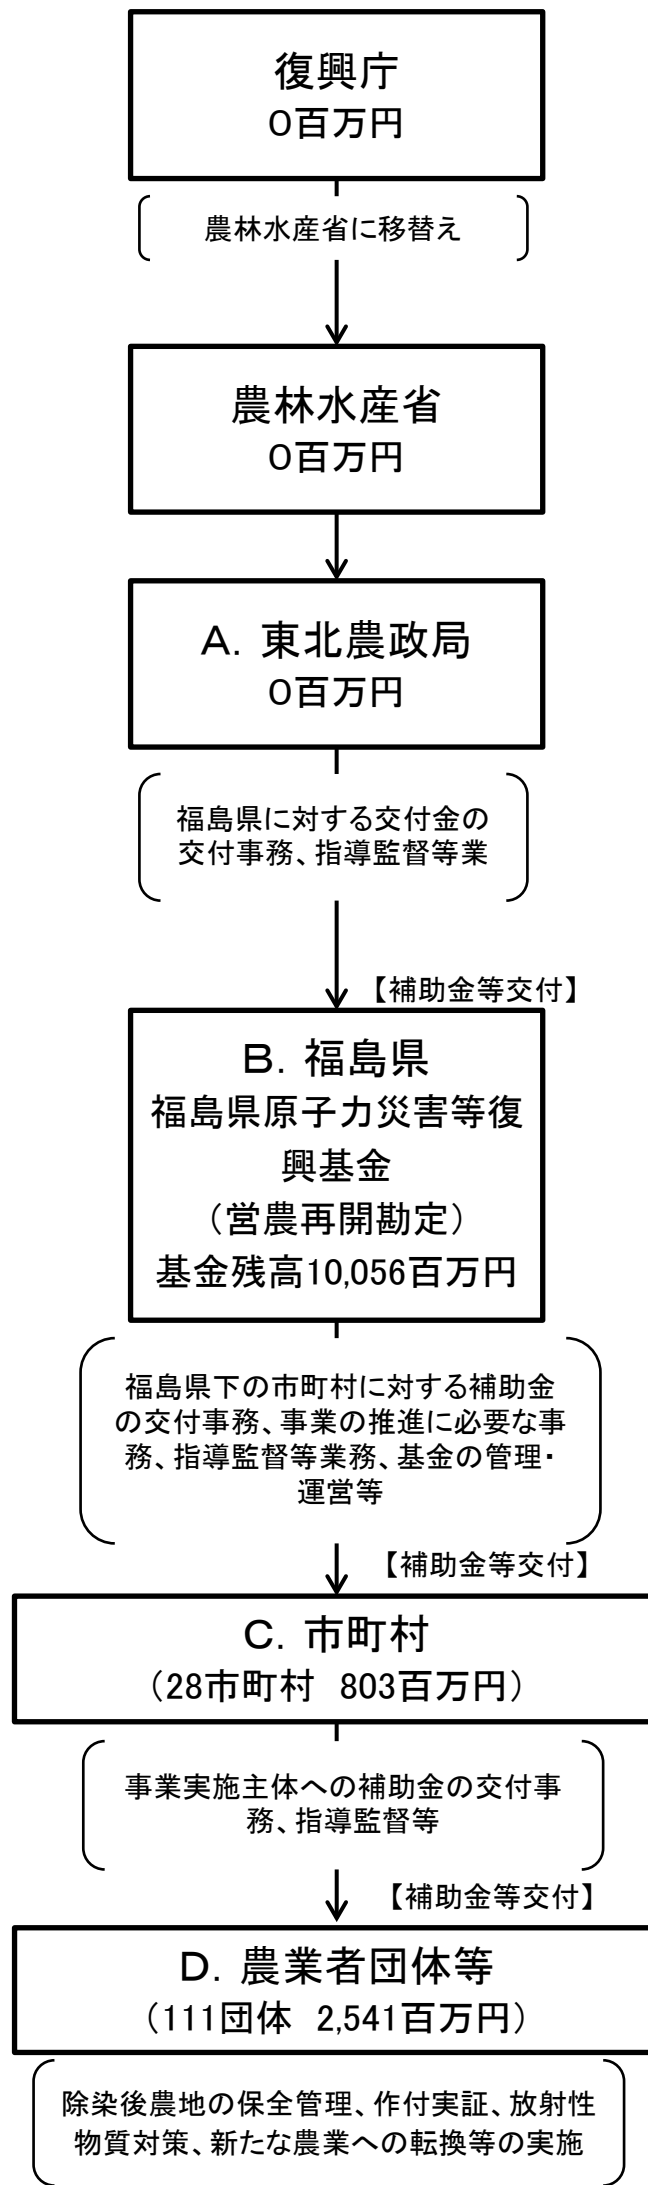 復興庁
0百万円
農林水産省に移替え
農林水産省
0百万円
A. 東北農政局
0百万円
福島県に対する交付金の
交付事務、指導監督等業
【補助金等交付】
B. 福島県
福島県原子力災害等復
興基金
（営農再開勘定）
基金残高10,056百万円
福島県下の市町村に対する補助金
の交付事務、事業の推進に必要な事
務、指導監督等業務、基金の管理・
運営等
【補助金等交付】
C. 市町村
（28市町村 803百万円）
事業実施主体への補助金の交付事
務、指導監督等
【補助金等交付】
D. 農業者団体等
（111団体 2,541百万円）
除染後農地の保全管理、作付実証、放射性
物質対策、新たな農業への転換等の実施